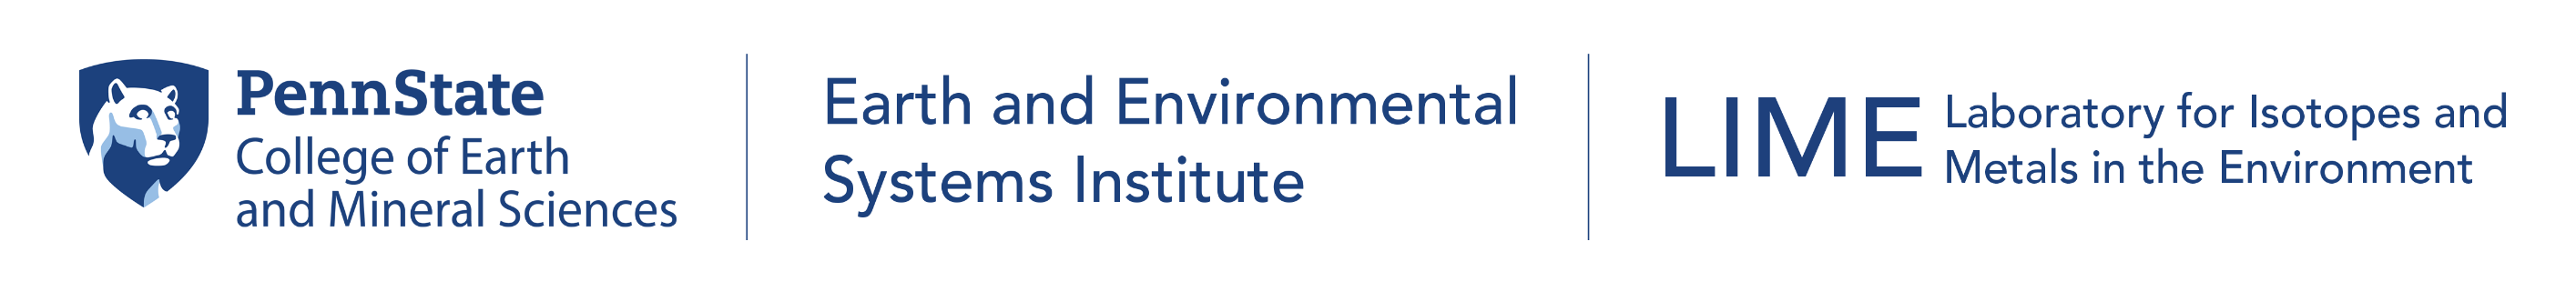 PennState
College of Earth
and Mineral Sciences
Earth and Environmental
Systems Institute
LIME
Laboratory for Isotopes and
Metals in the Environment